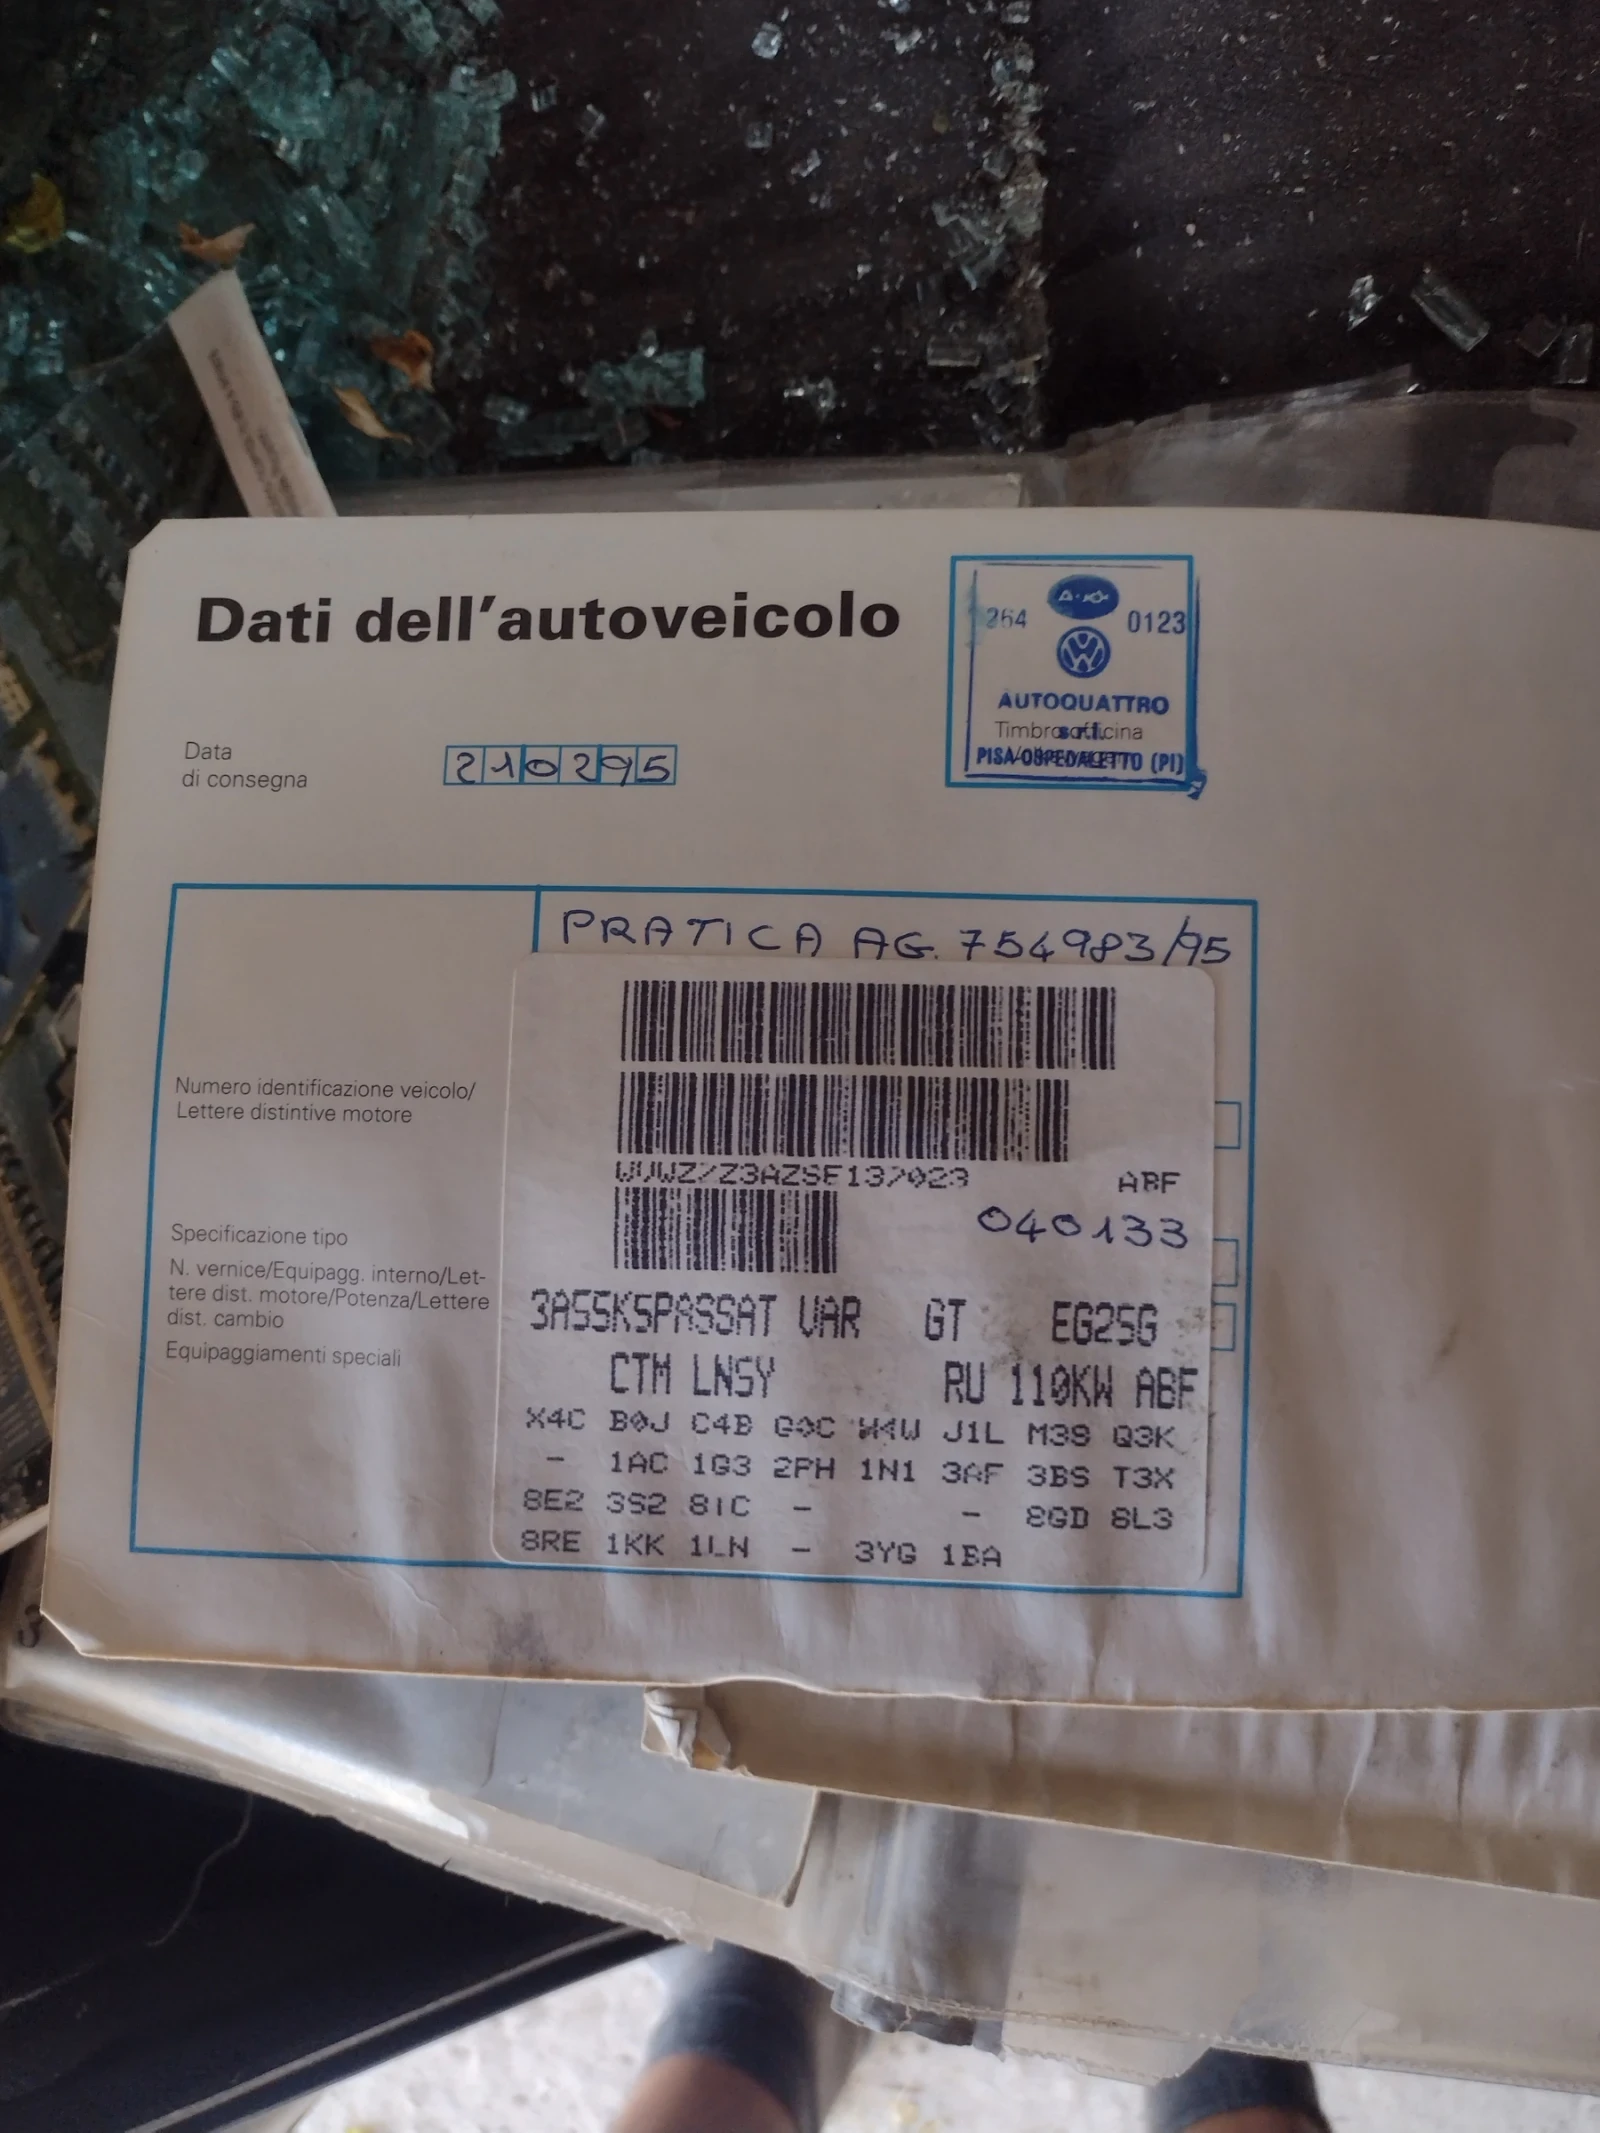 Dati dell'autoveicolo
264 0123
AUTOQUATTRO
Timbro officina
s.r.l.
PISA/OSPEDALETTO (PI)
Data
di consegna
210295
PRATICA AG. 754983/95
Numero identificazione veicolo/
Lettere distintive motore
WVWZZZ3AZSE137023 ABF
040133
Specificazione tipo
N. vernice/Equipagg. interno/Let-
tere dist. motore/Potenza/Lettere
dist. cambio
Equipaggiamenti speciali
3A55K5PASSAT VAR GT EG25G
CTM LN5Y RU 110KW ABF
X4C B0J C4B G0C H4W J1L M3S Q3K
- 1AC 1G3 2PH 1N1 3AF 3BS T3X
8E2 3S2 8IC - - 8GD 8L3
8RE 1KK 1LN - 3YG 1BA